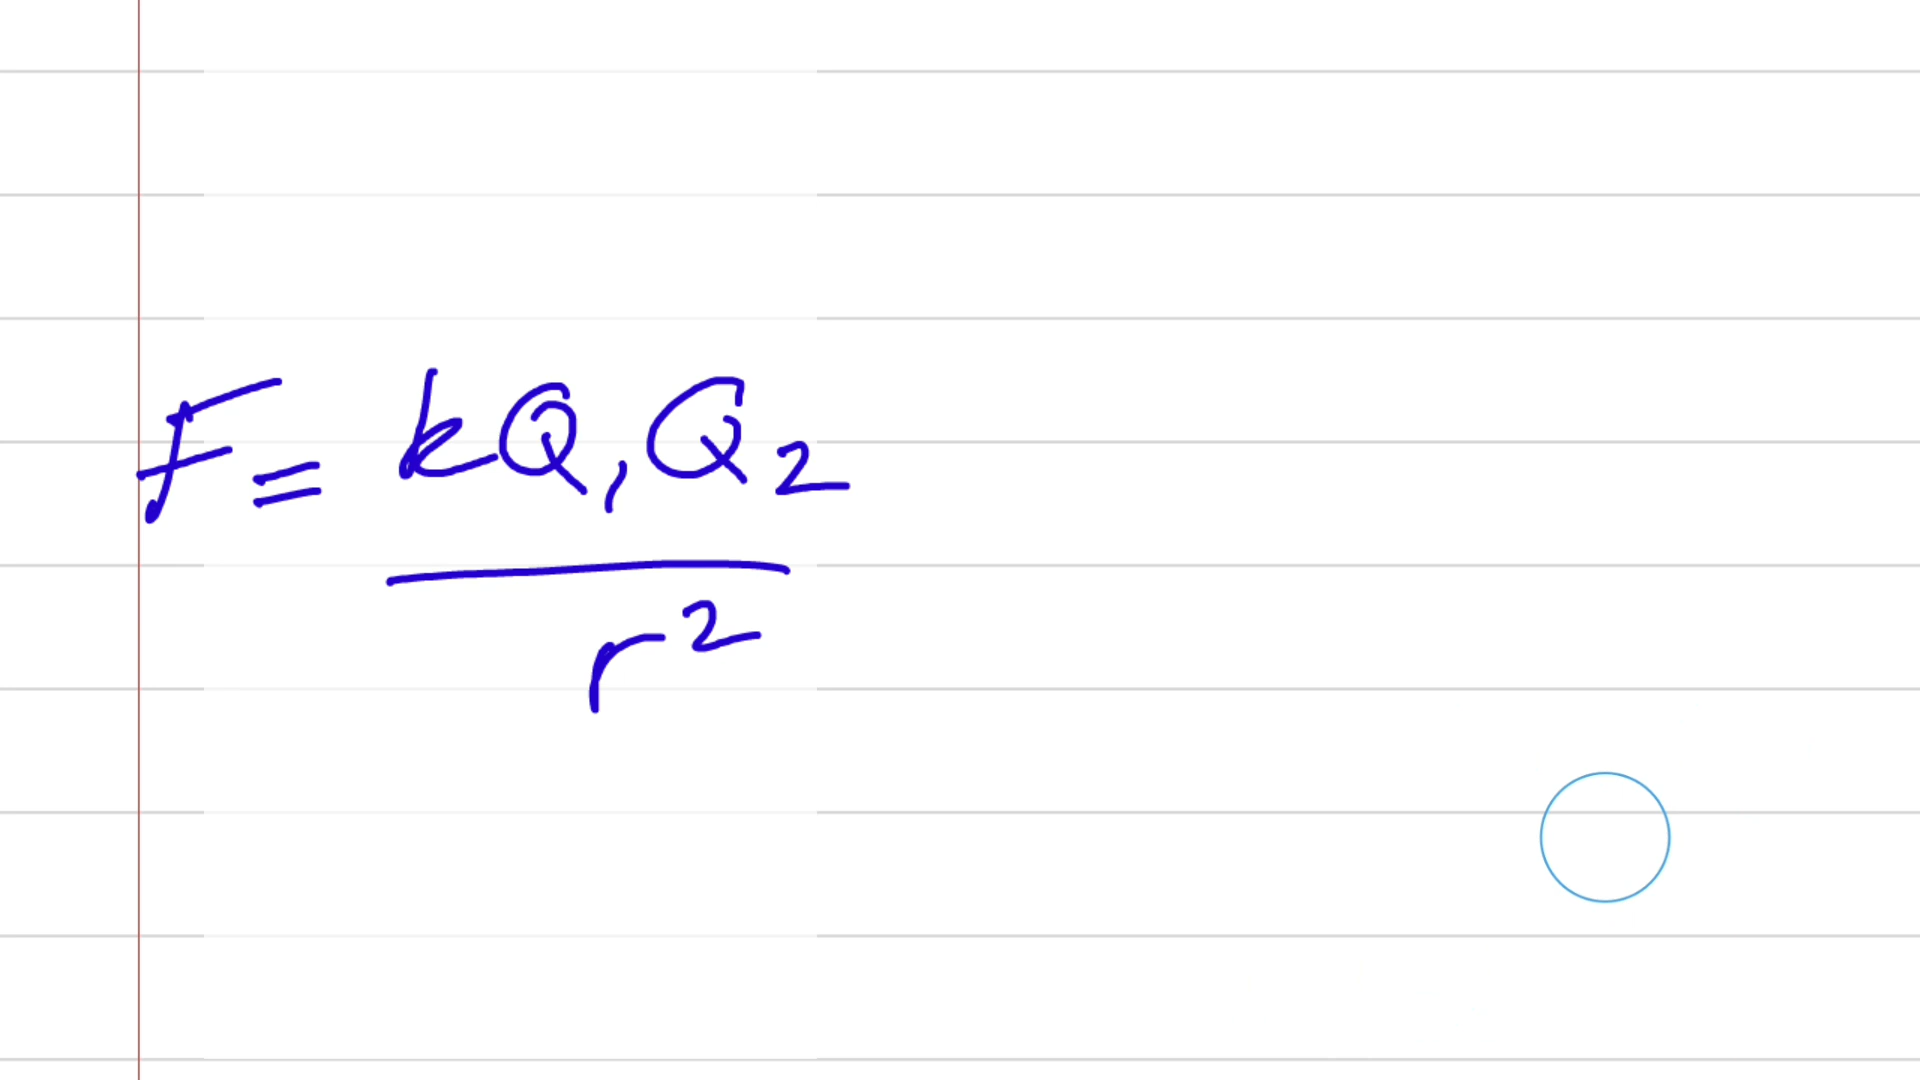 F = kQ₁Q₂
r²